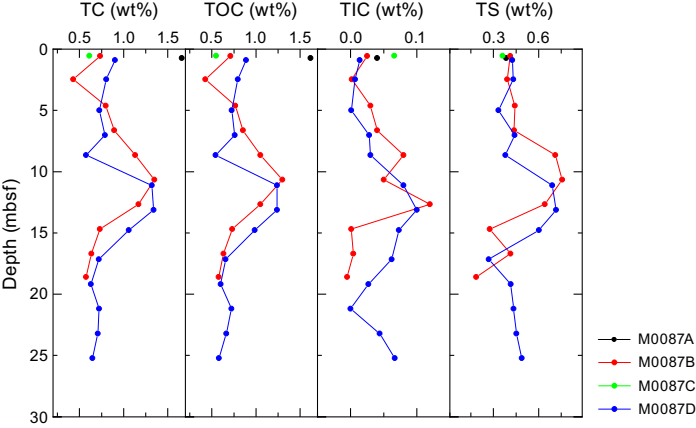 TC (wt%) TOC (wt%) TIC (wt%) TS (wt%)
0.5 1.0 1.5 0.5 1.0 1.5 0.0 0.1 0.3 0.6
0
5
10
15
20
25
30
Depth (mbsf)
M0087A
M0087B
M0087C
M0087D